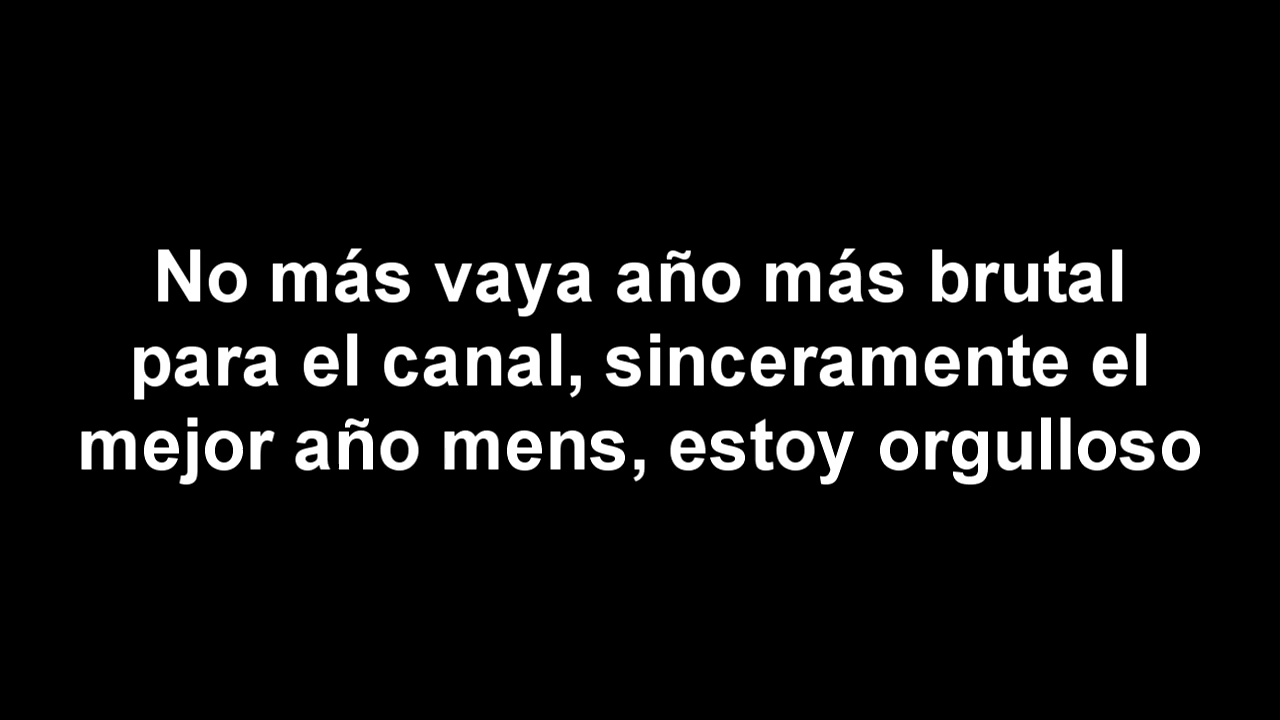 No más vaya año más brutal
para el canal, sinceramente el
mejor año mens, estoy orgulloso